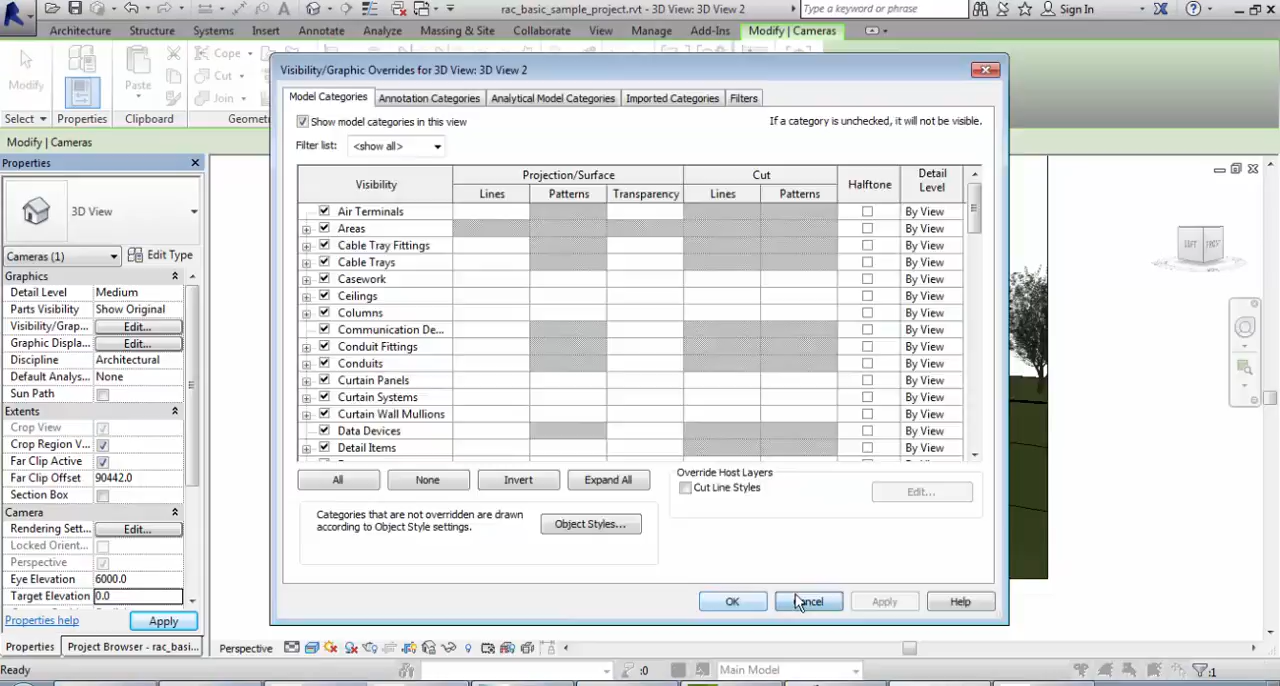 rac_basic_sample_project.rvt - 3D View: 3D View 2
Type a keyword or phrase
Sign In
Architecture Structure Systems Insert Annotate Analyze Massing & Site Collaborate View Manage Add-Ins Modify | Cameras
Modify
Paste
Cope
Cut
Join
Select
Properties
Clipboard
Geomet
Modify | Cameras
Properties
3D View
Cameras (1)
Edit Type
Graphics
Detail Level Medium
Parts Visibility Show Original
Visibility/Grap... Edit...
Graphic Displa... Edit...
Discipline Architectural
Default Analys... None
Sun Path
Extents
Crop View
Crop Region V...
Far Clip Active
Far Clip Offset 90442.0
Section Box
Camera
Rendering Sett... Edit...
Locked Orient...
Perspective
Eye Elevation 6000.0
Target Elevation 0.0
Properties help
Apply
Properties
Project Browser - rac_basi...
Visibility/Graphic Overrides for 3D View: 3D View 2
Model Categories Annotation Categories Analytical Model Categories Imported Categories Filters
Show model categories in this view
If a category is unchecked, it will not be visible.
Filter list: <show all>
Visibility
Projection/Surface
Cut
Halftone
Detail Level
Lines Patterns Transparency Lines Patterns
Air Terminals By View
Areas By View
Cable Tray Fittings By View
Cable Trays By View
Casework By View
Ceilings By View
Columns By View
Communication De... By View
Conduit Fittings By View
Conduits By View
Curtain Panels By View
Curtain Systems By View
Curtain Wall Mullions By View
Data Devices By View
Detail Items By View
All None Invert Expand All
Override Host Layers
Cut Line Styles
Edit...
Categories that are not overridden are drawn
according to Object Style settings.
Object Styles...
OK
Apply
Help
LEFT FRONT
Perspective
Ready
:0
Main Model
:1